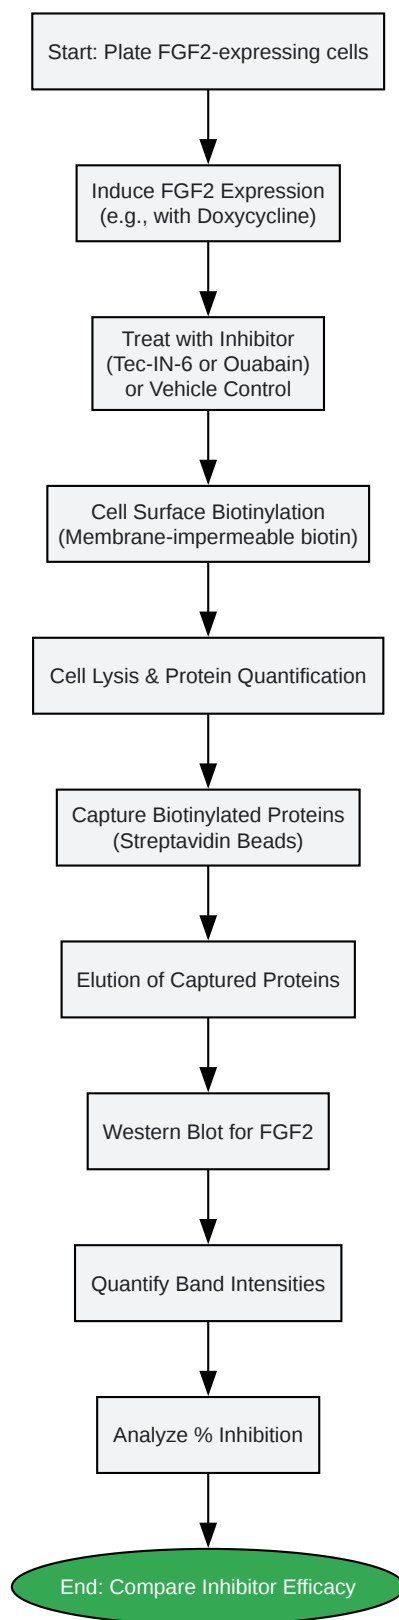 Start: Plate FGF2-expressing cells
Induce FGF2 Expression
(e.g., with Doxycycline)
Treat with Inhibitor
(Tec-IN-6 or Ouabain)
or Vehicle Control
Cell Surface Biotinylation
(Membrane-impermeable biotin)
Cell Lysis & Protein Quantification
Capture Biotinylated Proteins
(Streptavidin Beads)
Elution of Captured Proteins
Western Blot for FGF2
Quantify Band Intensities
Analyze % Inhibition
End: Compare Inhibitor Efficacy